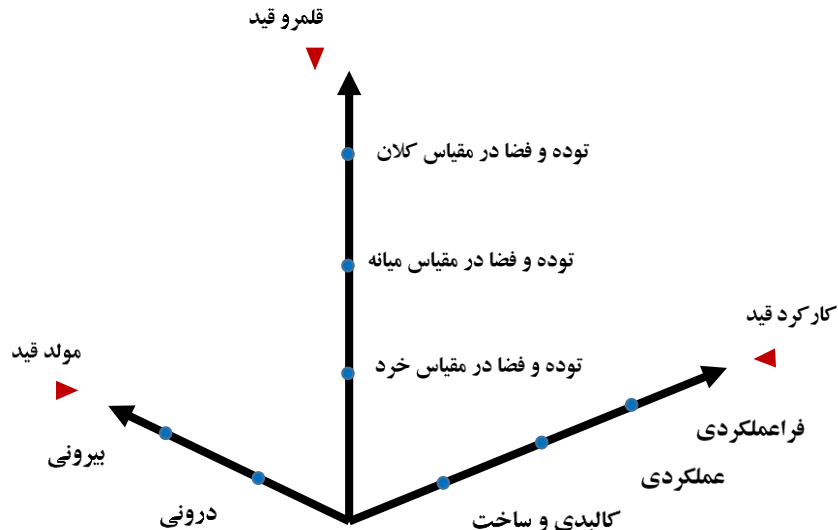 قلمرو قید
توده و فضا در مقیاس کلان
توده و فضا در مقیاس میانه
کارکرد قید
مولد قید
توده و فضا در مقیاس خرد
فراعملکردی
بیرونی
عملکردی
درونی
کالبدی و ساخت